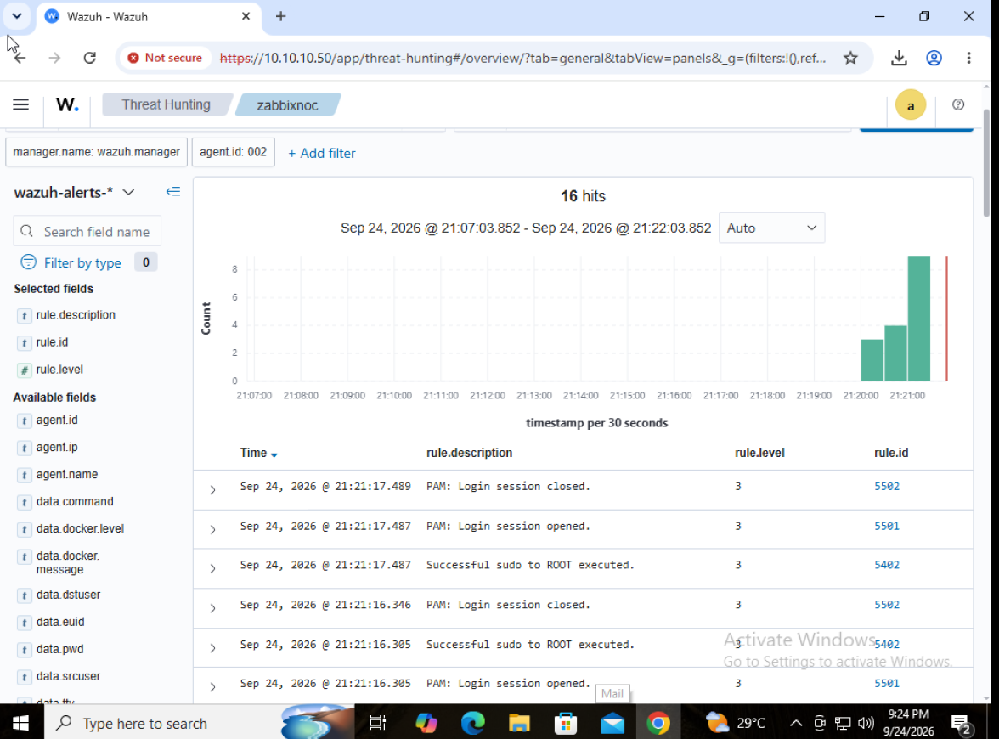 Wazuh - Wazuh
Not secure https://10.10.10.50/app/threat-hunting#/overview/?tab=general&tabView=panels&_g=(filters:!(),ref...
W. Threat Hunting zabbixnoc a
manager.name: wazuh.manager agent.id: 002 + Add filter
wazuh-alerts-*
Search field name
Filter by type 0
Selected fields
t rule.description
t rule.id
# rule.level
Available fields
t agent.id
t agent.ip
t agent.name
t data.command
t data.docker.level
t data.docker.
message
t data.dstuser
t data.euid
t data.pwd
t data.srcuser
data.tty
16 hits
Sep 24, 2026 @ 21:07:03.852 - Sep 24, 2026 @ 21:22:03.852 Auto
Count
8
6
4
2
0
21:07:00 21:08:00 21:09:00 21:10:00 21:11:00 21:12:00 21:13:00 21:14:00 21:15:00 21:16:00 21:17:00 21:18:00 21:19:00 21:20:00 21:21:00
timestamp per 30 seconds
Time rule.description rule.level rule.id
Sep 24, 2026 @ 21:21:17.489 PAM: Login session closed. 3 5502
Sep 24, 2026 @ 21:21:17.487 PAM: Login session opened. 3 5501
Sep 24, 2026 @ 21:21:17.487 Successful sudo to ROOT executed. 3 5402
Sep 24, 2026 @ 21:21:16.346 PAM: Login session closed. 3 5502
Sep 24, 2026 @ 21:21:16.305 Successful sudo to ROOT executed. 3 5402
Sep 24, 2026 @ 21:21:16.305 PAM: Login session opened. 3 5501
Activate Windows
Go to Settings to activate Windows.
Mail
Type here to search
29°C
9:24 PM
9/24/2026
2